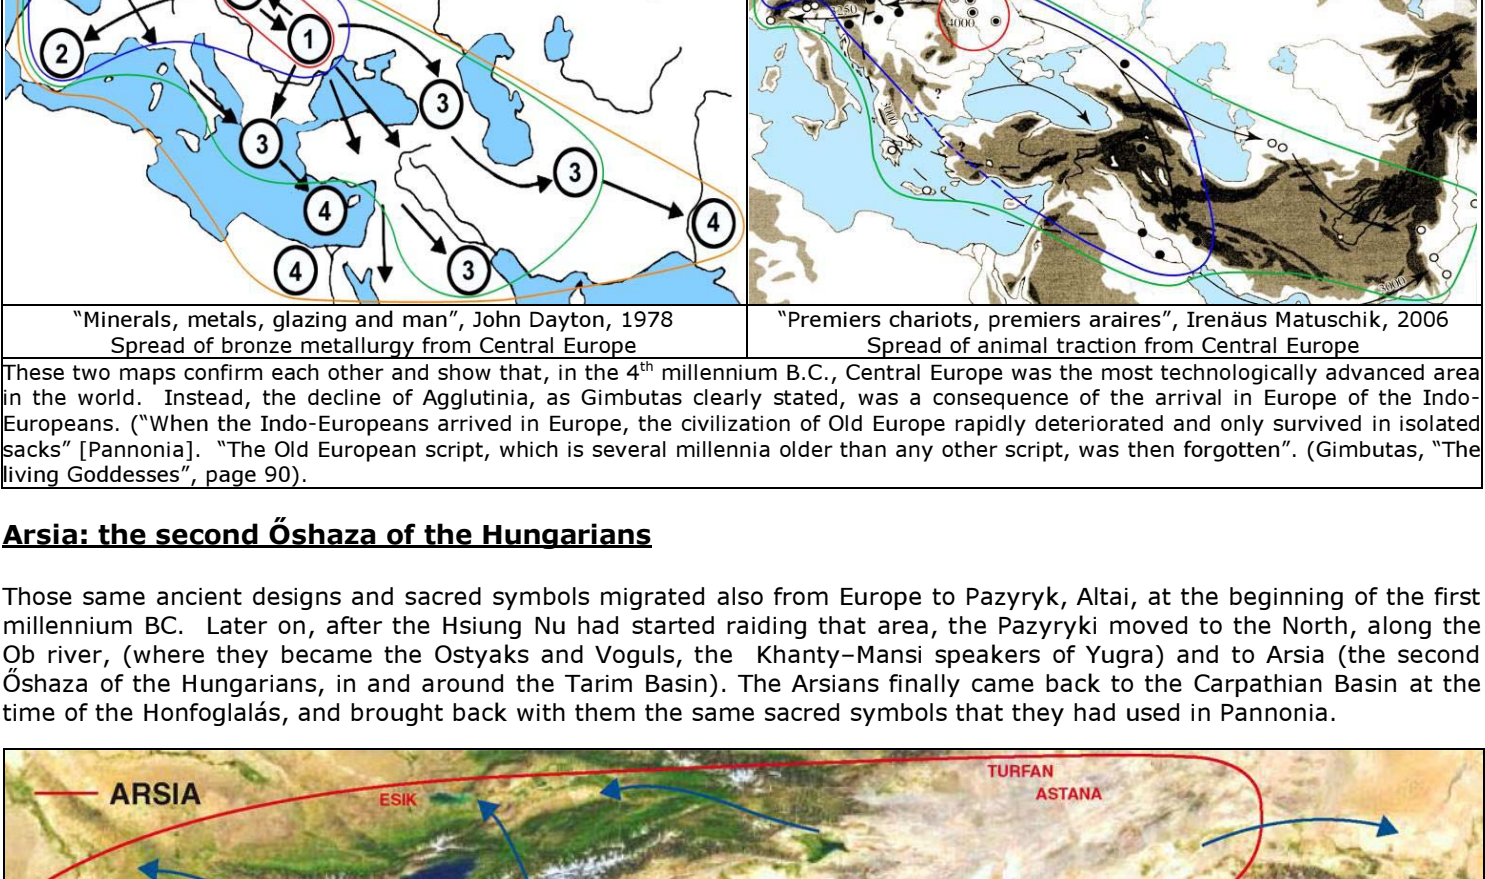 2
1
3
3
3
4
4
4
3
3250
4000
?
3000
?
3000
“Minerals, metals, glazing and man”, John Dayton, 1978
Spread of bronze metallurgy from Central Europe
“Premiers chariots, premiers araires”, Irenäus Matuschik, 2006
Spread of animal traction from Central Europe
These two maps confirm each other and show that, in the 4th millennium B.C., Central Europe was the most technologically advanced area
in the world. Instead, the decline of Agglutinia, as Gimbutas clearly stated, was a consequence of the arrival in Europe of the Indo-
Europeans. (“When the Indo-Europeans arrived in Europe, the civilization of Old Europe rapidly deteriorated and only survived in isolated
sacks” [Pannonia]. “The Old European script, which is several millennia older than any other script, was then forgotten”. (Gimbutas, “The
living Goddesses”, page 90).
Arsia: the second Őshaza of the Hungarians
Those same ancient designs and sacred symbols migrated also from Europe to Pazyryk, Altai, at the beginning of the first
millennium BC. Later on, after the Hsiung Nu had started raiding that area, the Pazyryki moved to the North, along the
Ob river, (where they became the Ostyaks and Voguls, the Khanty–Mansi speakers of Yugra) and to Arsia (the second
Őshaza of the Hungarians, in and around the Tarim Basin). The Arsians finally came back to the Carpathian Basin at the
time of the Honfoglalás, and brought back with them the same sacred symbols that they had used in Pannonia.
ARSIA
ESIK
TURFAN
ASTANA